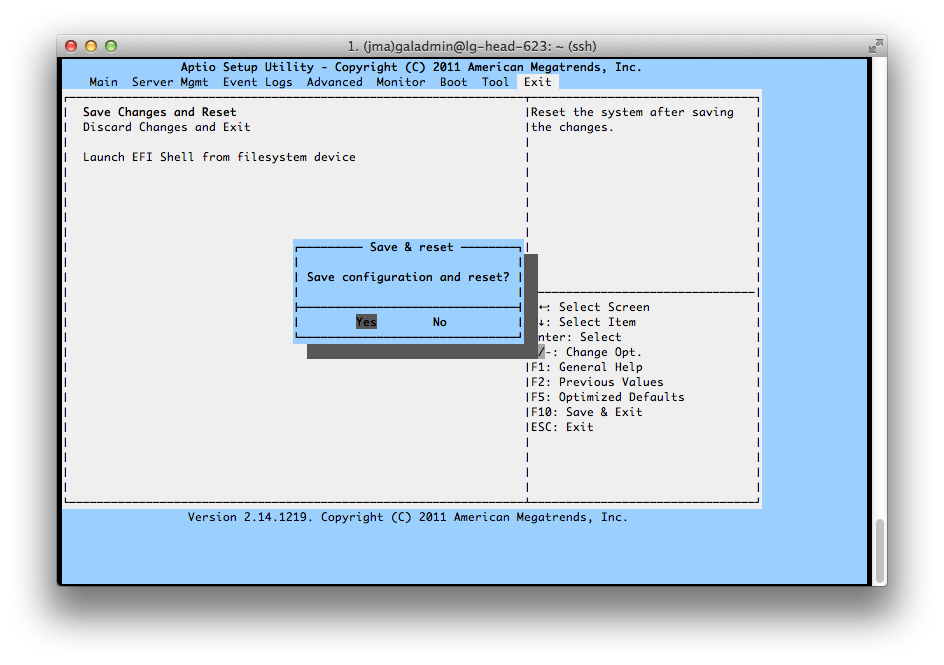 1. (jma)galadmin@lg-head-623: ~ (ssh)
Aptio Setup Utility - Copyright (C) 2011 American Megatrends, Inc.
Main Server Mgmt Event Logs Advanced Monitor Boot Tool Exit
Save Changes and Reset
Discard Changes and Exit
Launch EFI Shell from filesystem device
Reset the system after saving
the changes.
Save & reset
Save configuration and reset?
Yes No
←: Select Screen
↓: Select Item
nter: Select
/-: Change Opt.
F1: General Help
F2: Previous Values
F5: Optimized Defaults
F10: Save & Exit
ESC: Exit
Version 2.14.1219. Copyright (C) 2011 American Megatrends, Inc.